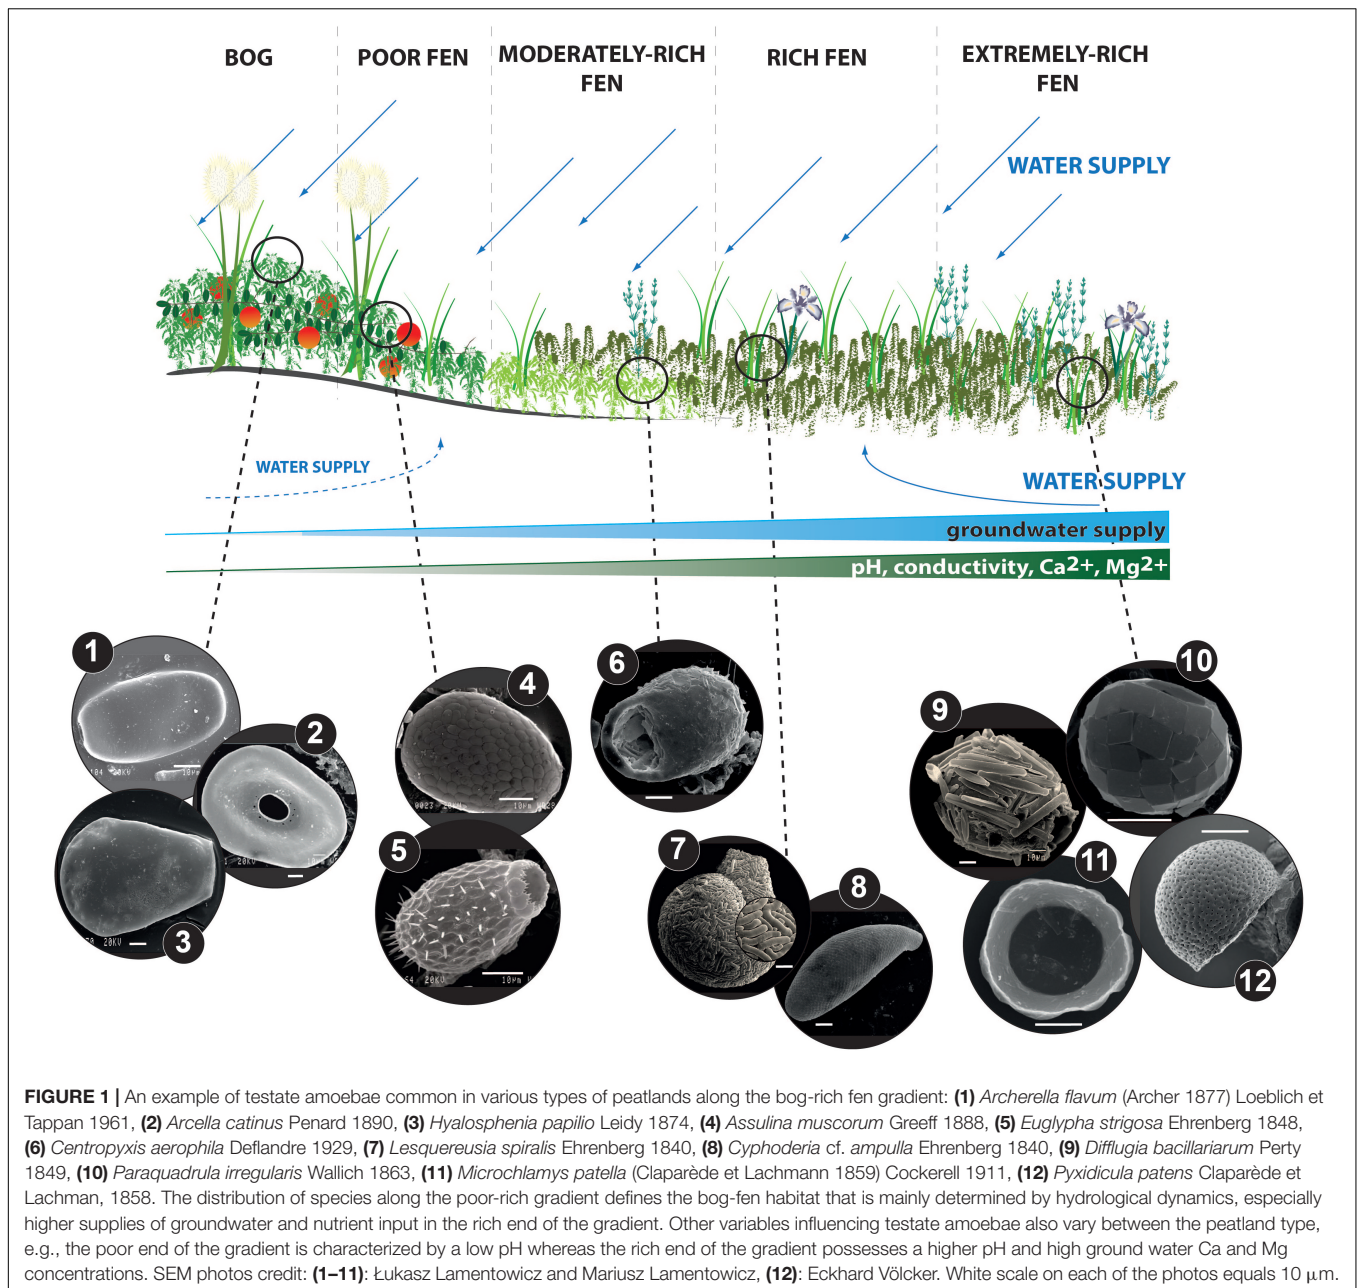 BOG
POOR FEN
MODERATELY-RICH
FEN
RICH FEN
EXTREMELY-RICH
FEN
WATER SUPPLY
WATER SUPPLY
WATER SUPPLY
groundwater supply
pH, conductivity, Ca2+, Mg2+
1
2
3
4
5
6
7
8
9
10
11
12
104 20KV 10µm
20KV
0023 20KV 10µm
20KV 10µm
10µm
FIGURE 1 | An example of testate amoebae common in various types of peatlands along the bog-rich fen gradient: (1) Archerella flavum (Archer 1877) Loeblich et
Tappan 1961, (2) Arcella catinus Penard 1890, (3) Hyalosphenia papilio Leidy 1874, (4) Assulina muscorum Greeff 1888, (5) Euglypha strigosa Ehrenberg 1848,
(6) Centropyxis aerophila Deflandre 1929, (7) Lesquereusia spiralis Ehrenberg 1840, (8) Cyphoderia cf. ampulla Ehrenberg 1840, (9) Difflugia bacillariarum Perty
1849, (10) Paraquadrula irregularis Wallich 1863, (11) Microchlamys patella (Claparède et Lachmann 1859) Cockerell 1911, (12) Pyxidicula patens Claparède et
Lachman, 1858. The distribution of species along the poor-rich gradient defines the bog-fen habitat that is mainly determined by hydrological dynamics, especially
higher supplies of groundwater and nutrient input in the rich end of the gradient. Other variables influencing testate amoebae also vary between the peatland type,
e.g., the poor end of the gradient is characterized by a low pH whereas the rich end of the gradient possesses a higher pH and high ground water Ca and Mg
concentrations. SEM photos credit: (1–11): Łukasz Lamentowicz and Mariusz Lamentowicz, (12): Eckhard Völcker. White scale on each of the photos equals 10 µm.